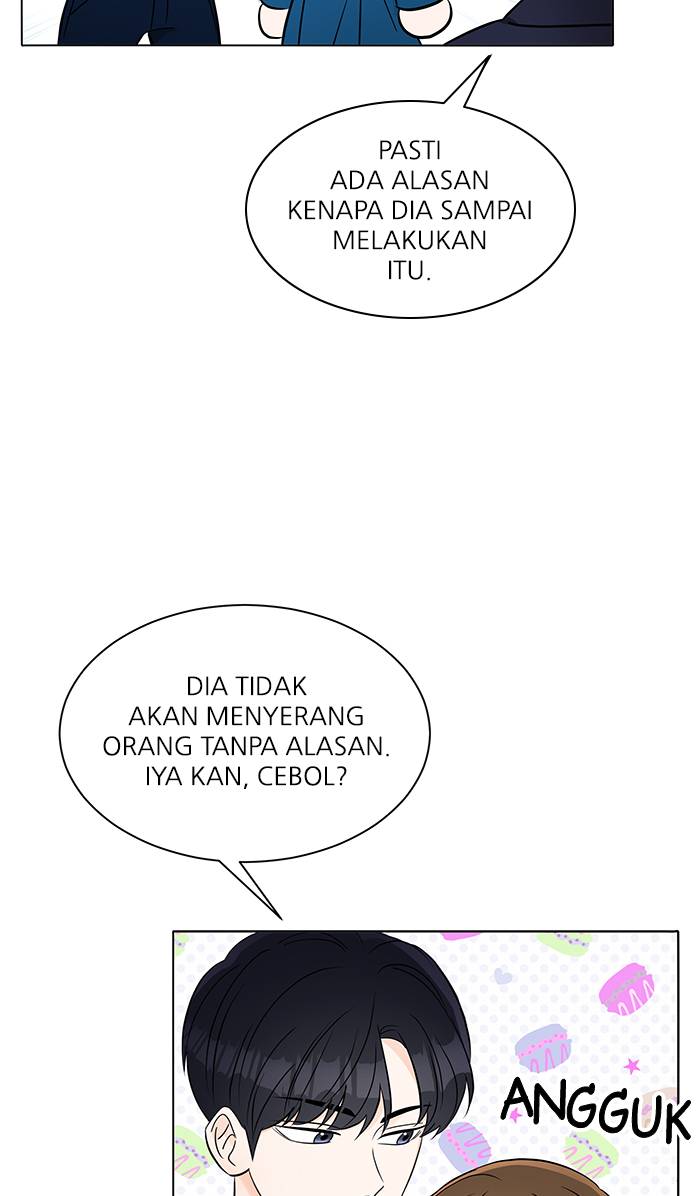 PASTI
ADA ALASAN
KENAPA DIA SAMPAI
MELAKUKAN
ITU.
DIA TIDAK
AKAN MENYERANG
ORANG TANPA ALASAN.
IYA KAN, CEBOL?
ANGGUK